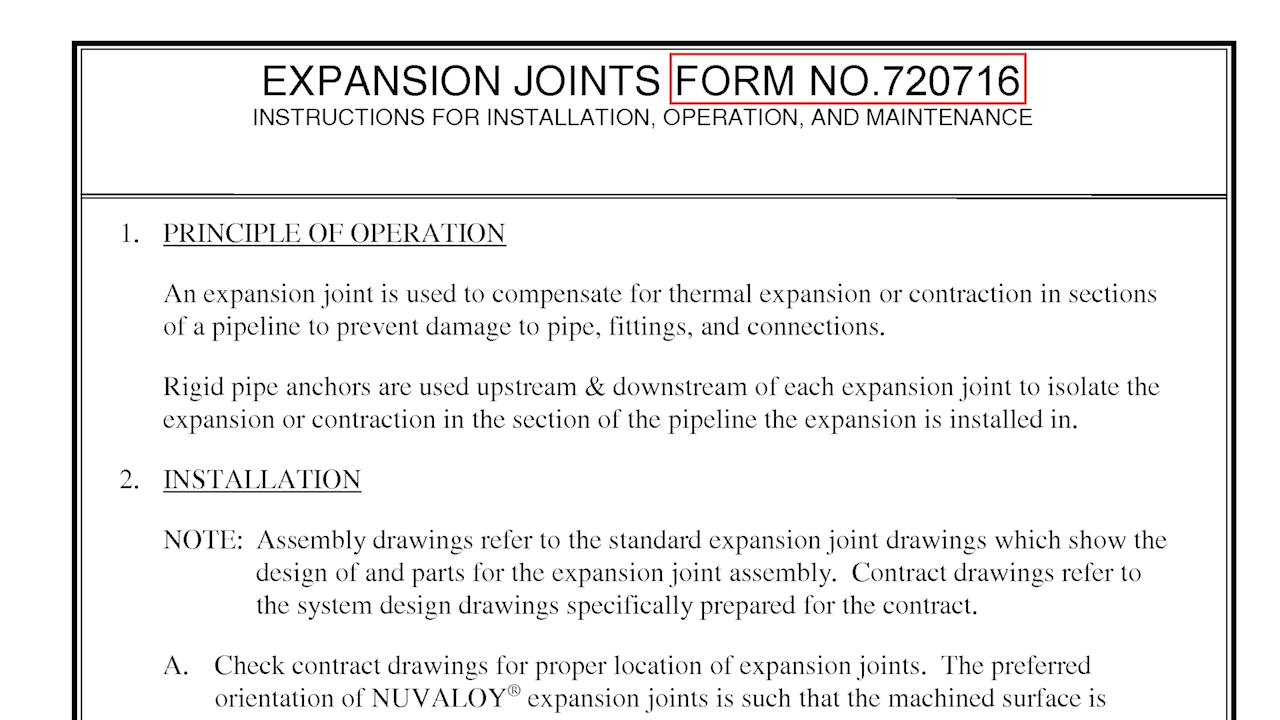 EXPANSION JOINTS FORM NO.720716
INSTRUCTIONS FOR INSTALLATION, OPERATION, AND MAINTENANCE
1. PRINCIPLE OF OPERATION
An expansion joint is used to compensate for thermal expansion or contraction in sections
of a pipeline to prevent damage to pipe, fittings, and connections.
Rigid pipe anchors are used upstream & downstream of each expansion joint to isolate the
expansion or contraction in the section of the pipeline the expansion is installed in.
2. INSTALLATION
NOTE: Assembly drawings refer to the standard expansion joint drawings which show the
design of and parts for the expansion joint assembly. Contract drawings refer to
the system design drawings specifically prepared for the contract.
A. Check contract drawings for proper location of expansion joints. The preferred
orientation of NUVALOY® expansion joints is such that the machined surface is